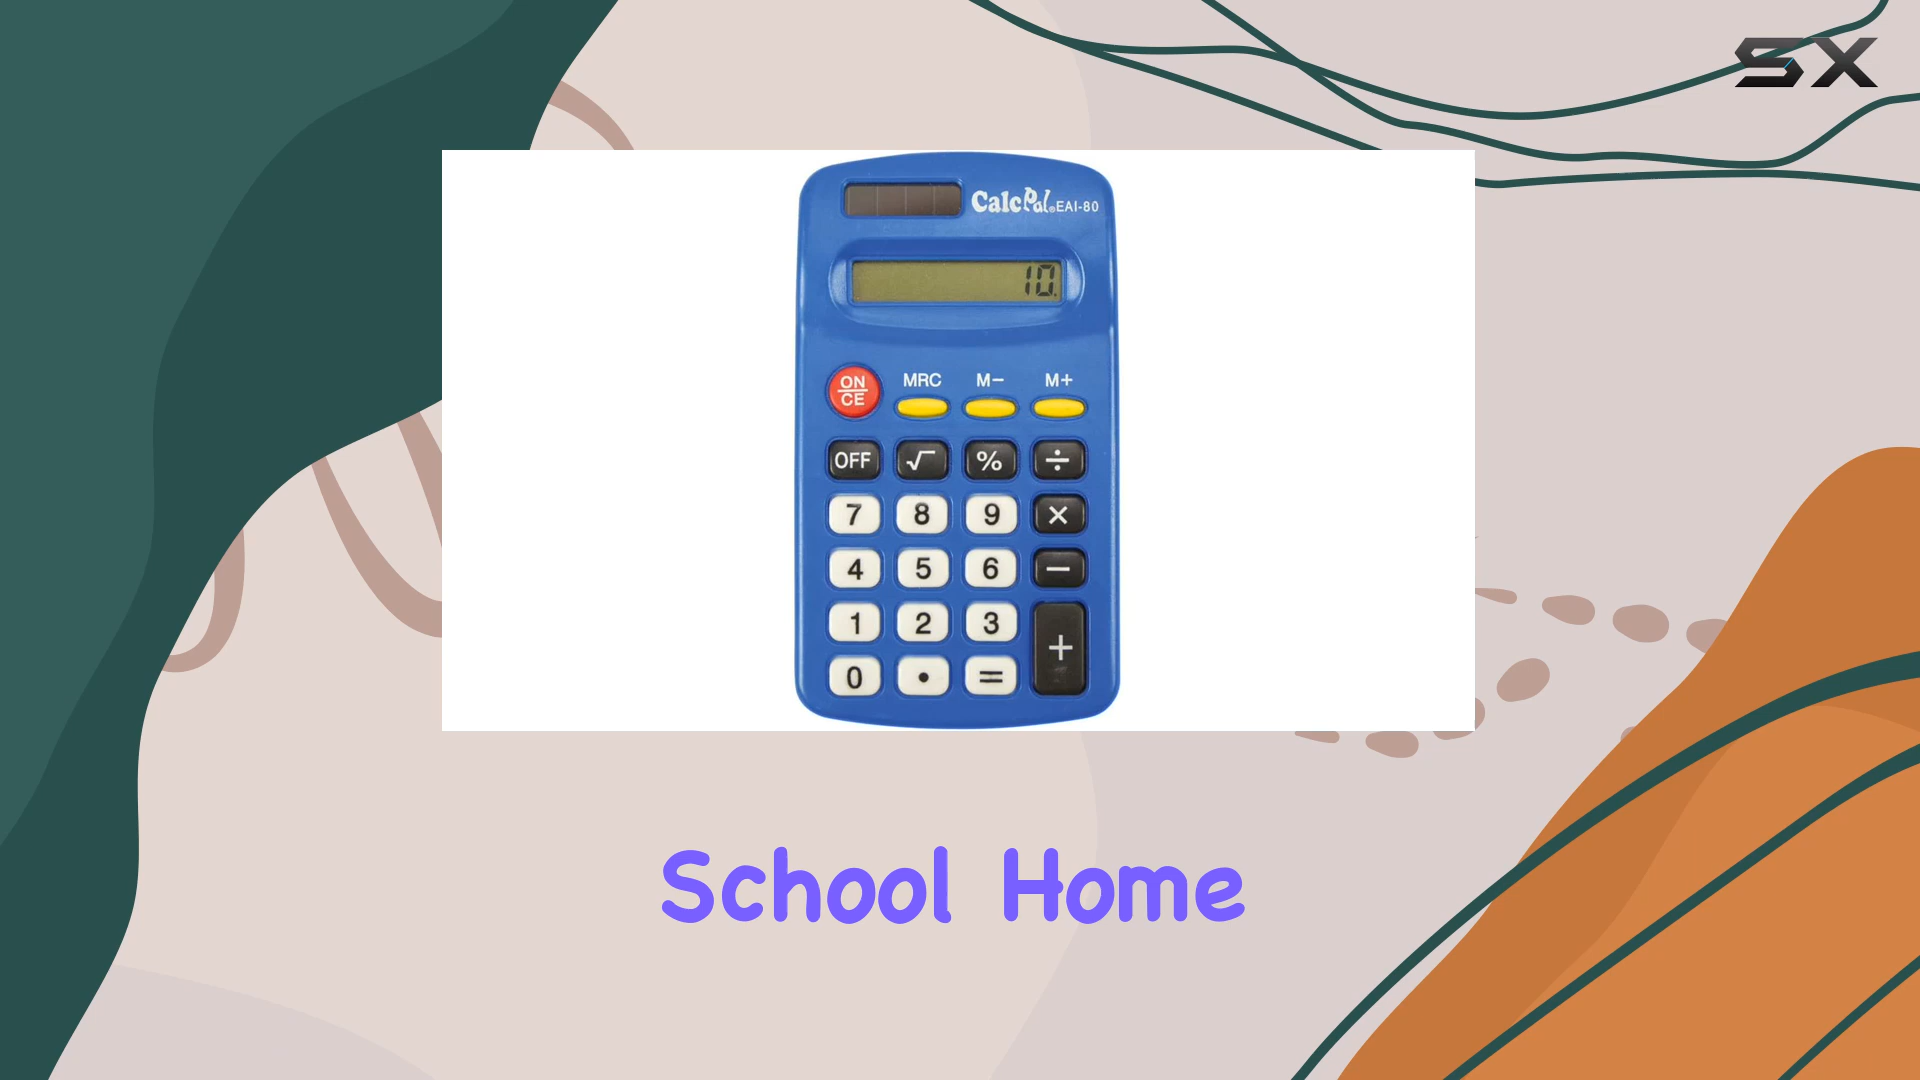 SX
CalcPal® EAI-80
10.
ON
CE
MRC M− M+
OFF √ % ÷
7 8 9 ×
4 5 6 −
1 2 3 +
0 • =
School Home